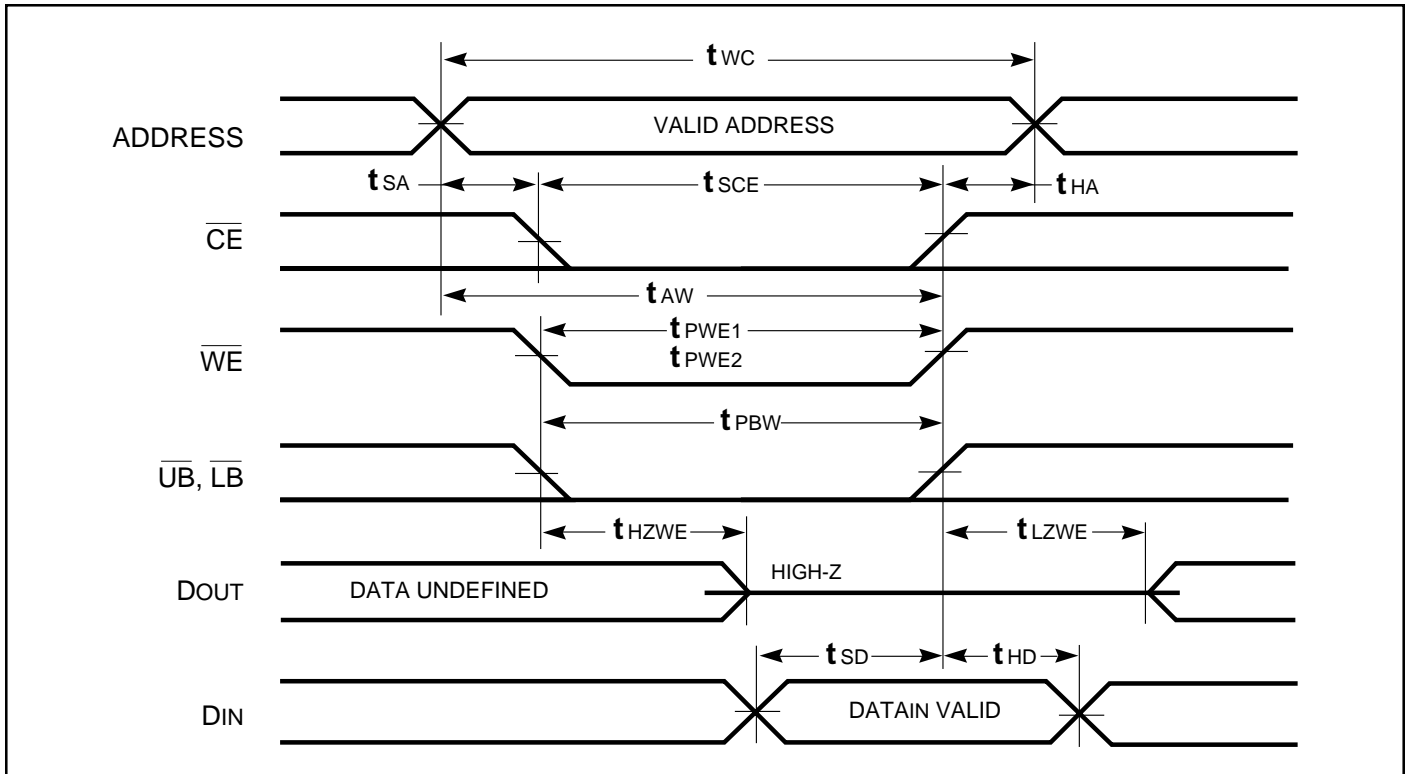 tWC
ADDRESS
VALID ADDRESS
tSA
tSCE
tHA
CE
tAW
tPWE1
WE
tPWE2
tPBW
UB, LB
tHZWE
tLZWE
DOUT
DATA UNDEFINED
HIGH-Z
tSD
tHD
DIN
DATAIN VALID